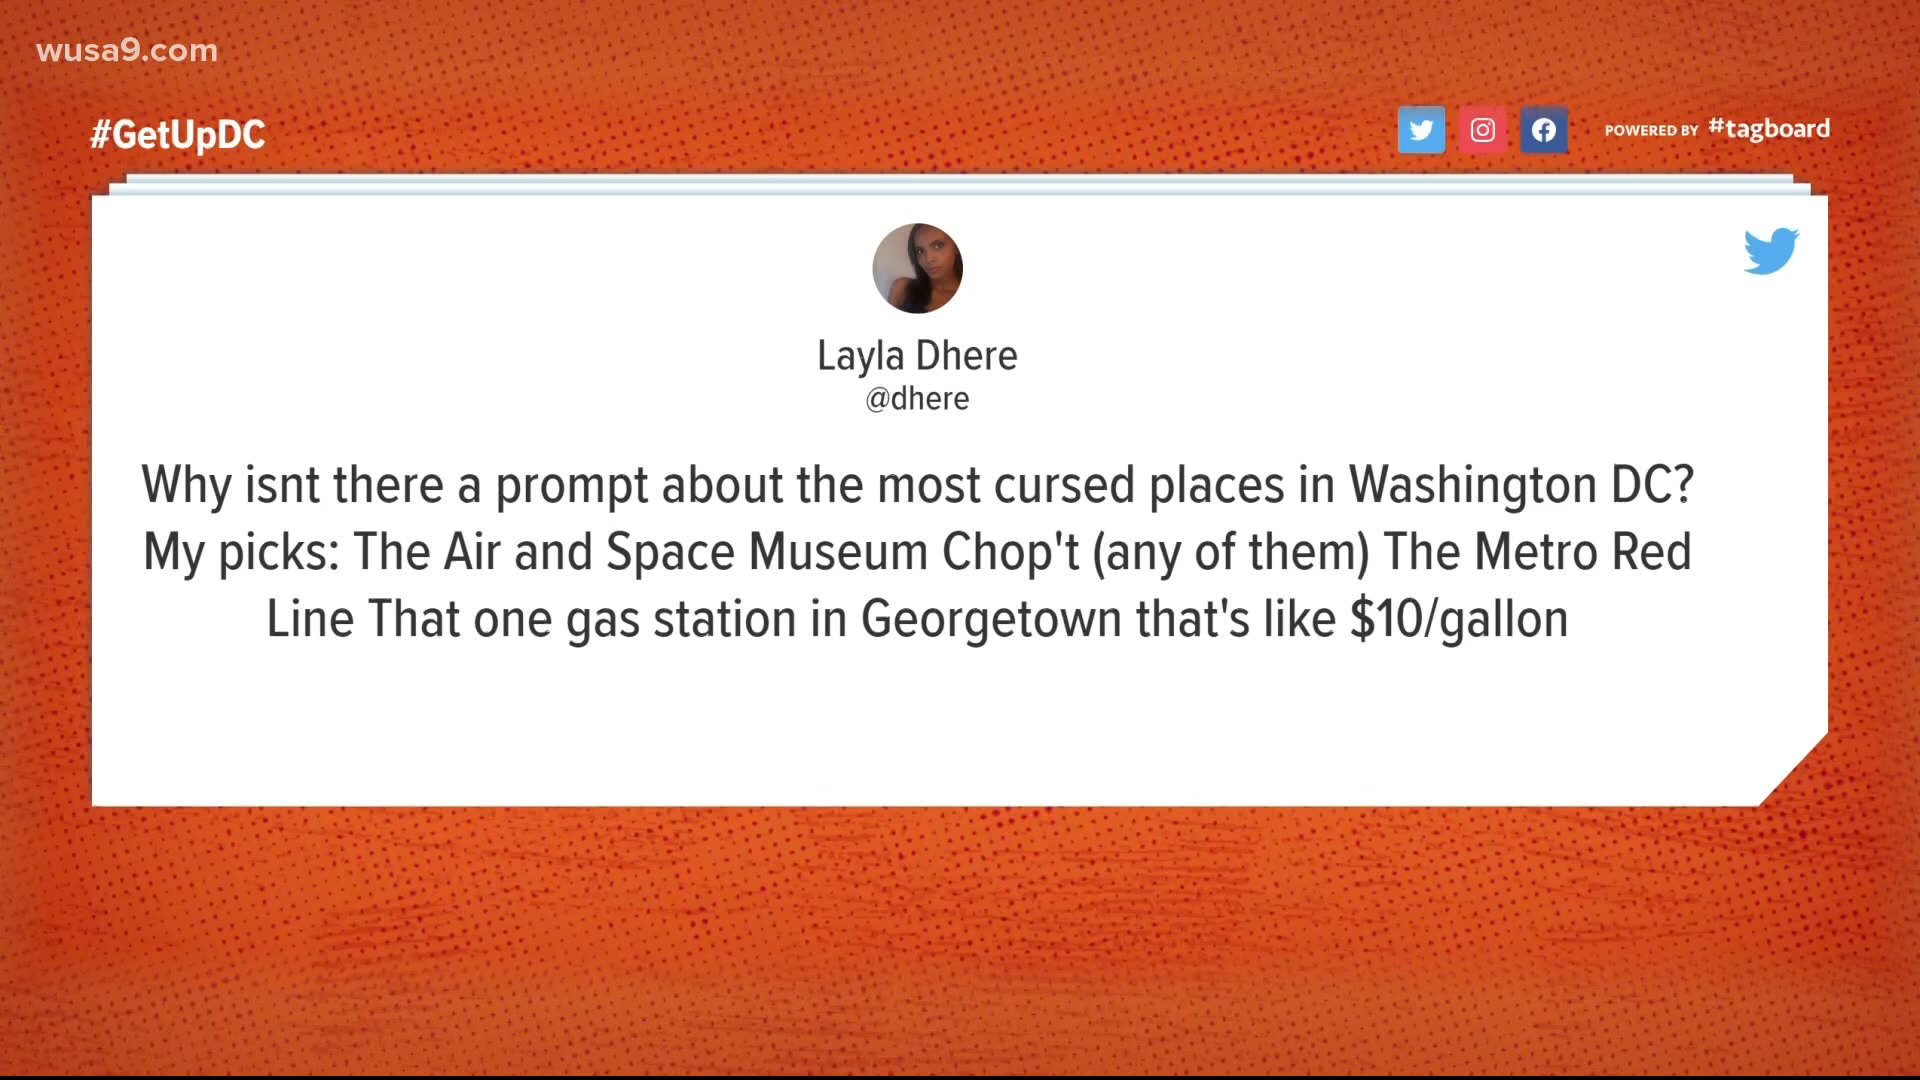 wusa9.com
#GetUpDC
POWERED BY #tagboard
Layla Dhere
@dhere
Why isnt there a prompt about the most cursed places in Washington DC?
My picks: The Air and Space Museum Chop't (any of them) The Metro Red
Line That one gas station in Georgetown that's like $10/gallon